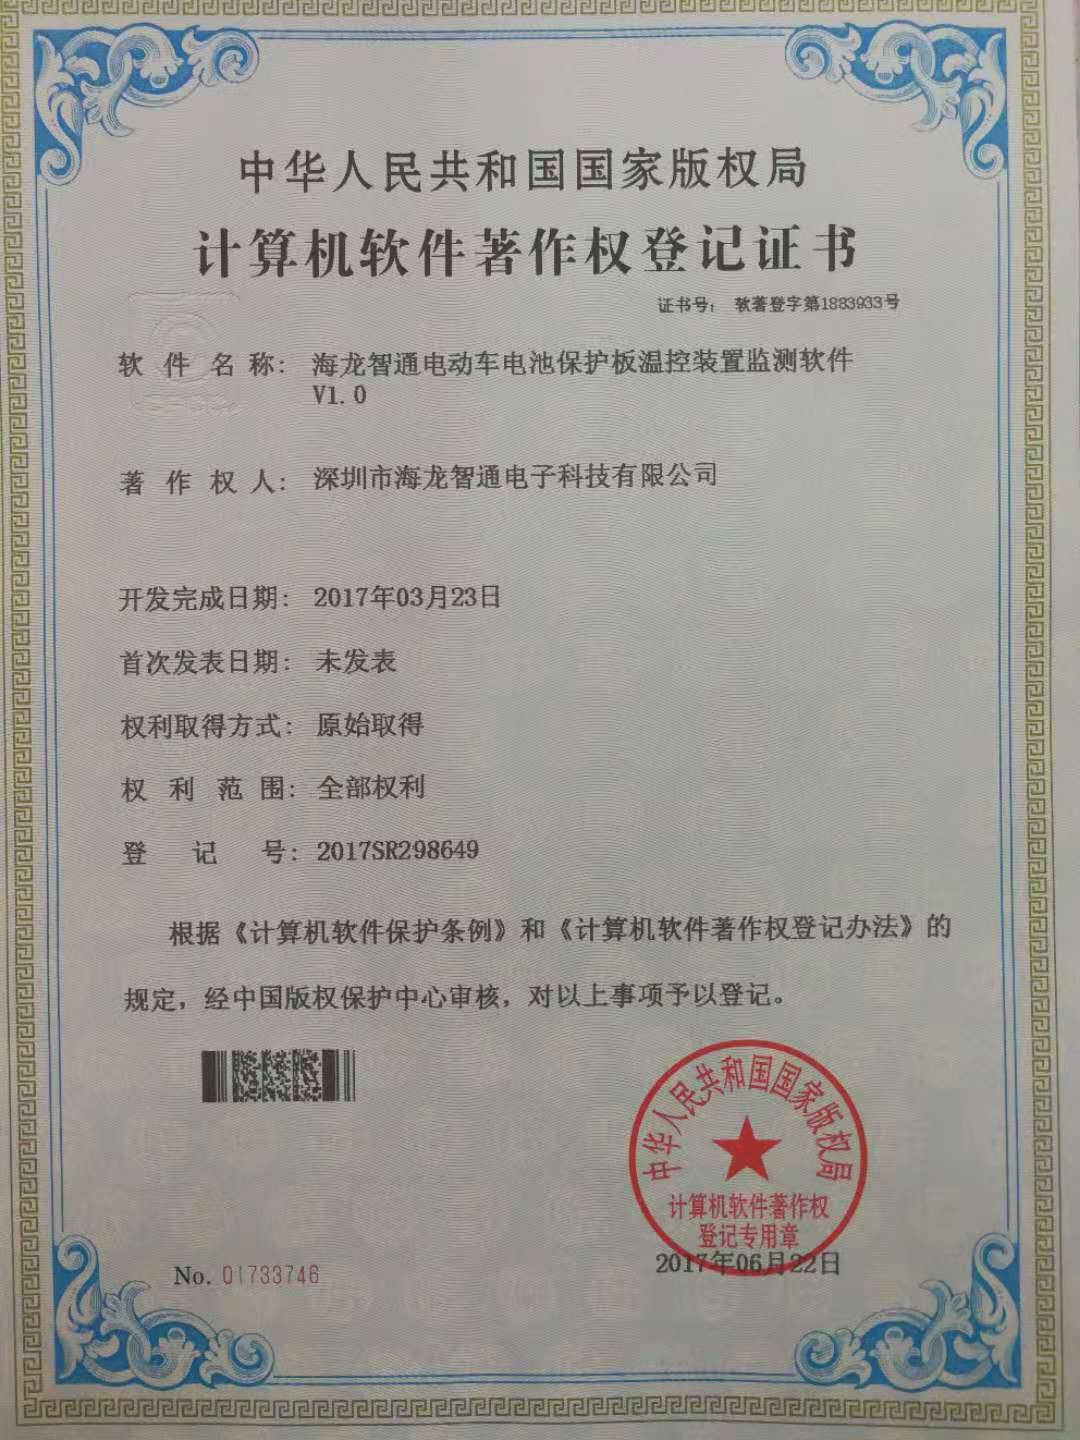 中华人民共和国国家版权局
计算机软件著作权登记证书
证书号： 软著登字第1883933号
软件名称： 海龙智通电动车电池保护板温控装置监测软件
V1.0
著作权人： 深圳市海龙智通电子科技有限公司
开发完成日期： 2017年03月23日
首次发表日期： 未发表
权利取得方式： 原始取得
权利范围： 全部权利
登记号： 2017SR298649
根据《计算机软件保护条例》和《计算机软件著作权登记办法》的
规定，经中国版权保护中心审核，对以上事项予以登记。
中华人民共和国国家版权局
计算机软件著作权
登记专用章
2017年06月22日
No. 01733746